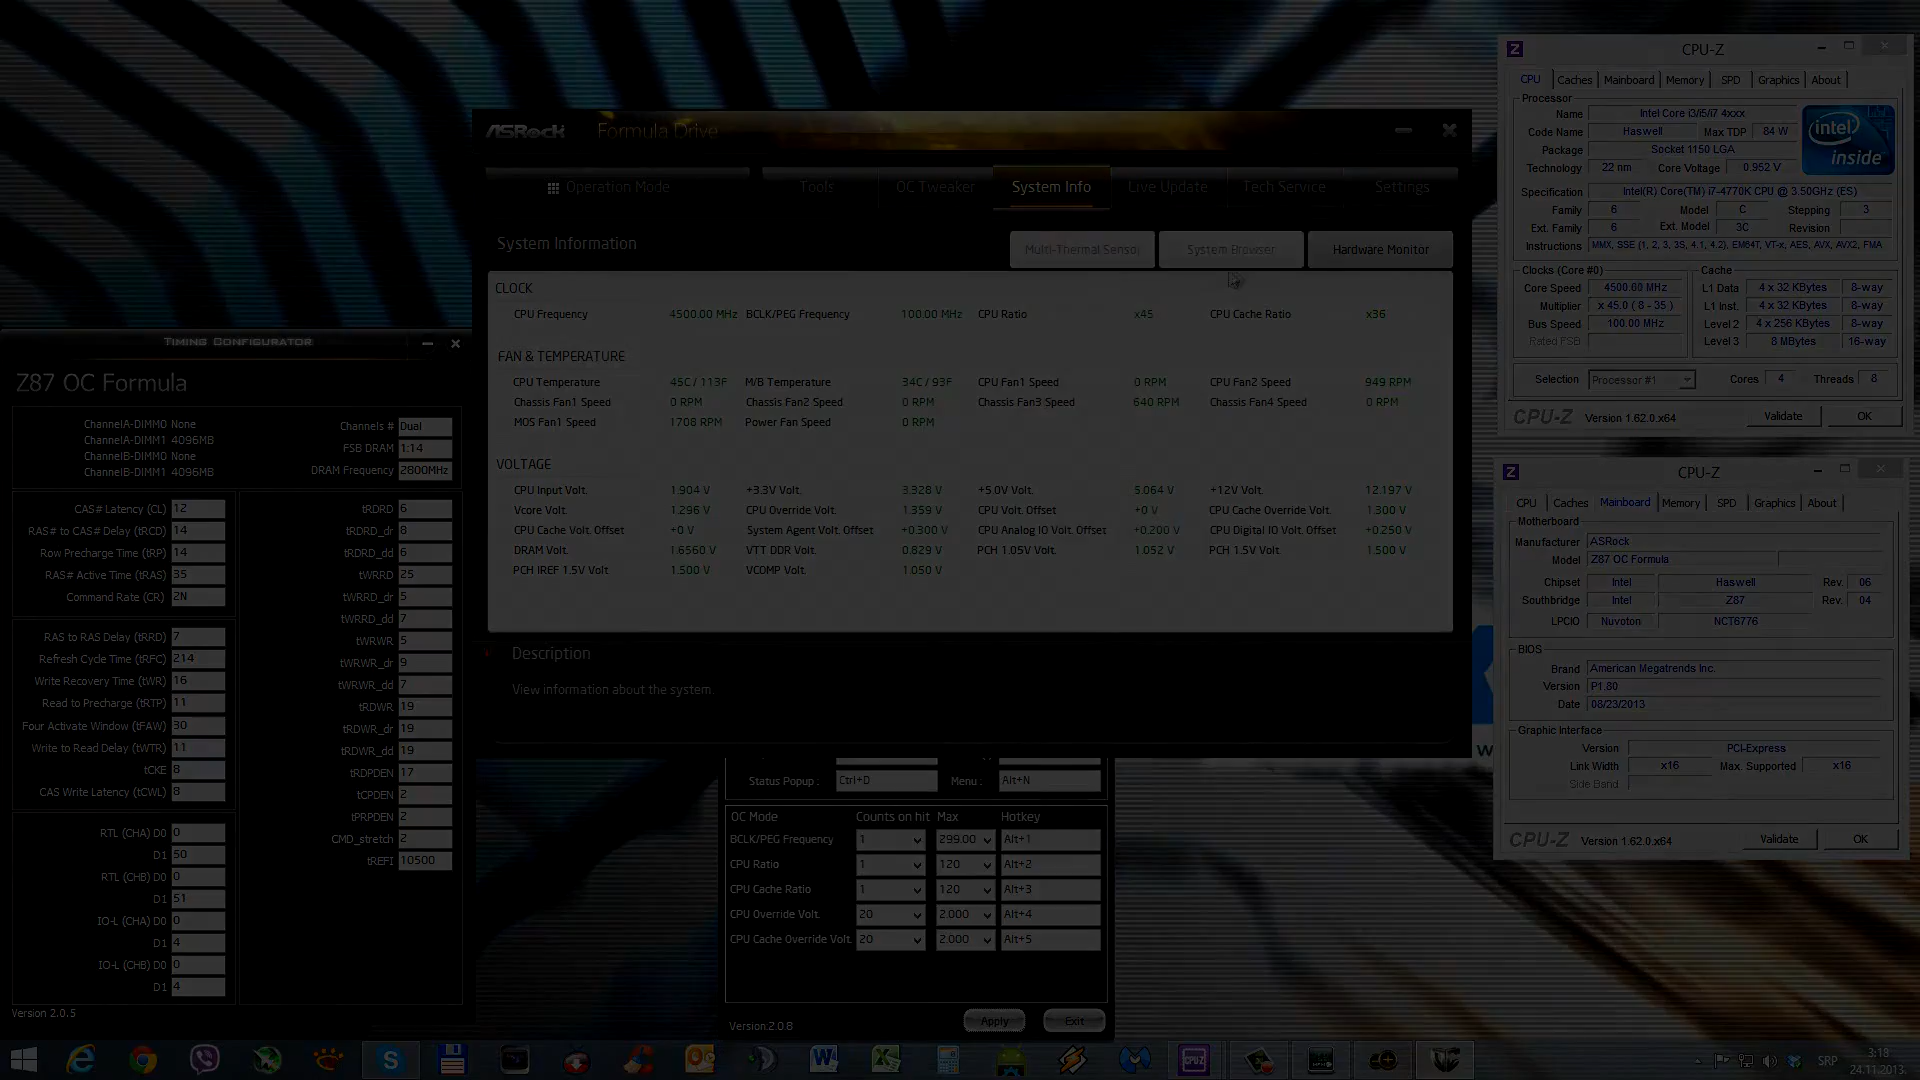 TIMING CONFIGURATOR
Z87 OC Formula
ChannelA-DIMM0 None
ChannelA-DIMM1 4096MB
ChannelB-DIMM0 None
ChannelB-DIMM1 4096MB
Channels # Dual
FSB DRAM 1:14
DRAM Frequency 2800MHz
CAS# Latency (CL) 12
RAS# to CAS# Delay (tRCD) 14
Row Precharge Time (tRP) 14
RAS# Active Time (tRAS) 35
Command Rate (CR) 2N
RAS to RAS Delay (tRRD) 7
Refresh Cycle Time (tRFC) 214
Write Recovery Time (tWR) 16
Read to Precharge (tRTP) 11
Four Activate Window (tFAW) 30
Write to Read Delay (tWTR) 11
tCKE 8
CAS Write Latency (tCWL) 8
RTL (CHA) D0 0
D1 50
RTL (CHB) D0 0
D1 51
IO-L (CHA) D0 0
D1 4
IO-L (CHB) D0 0
D1 4
tRDRD 6
tRDRD_dr 8
tRDRD_dd 6
tWRRD 25
tWRRD_dr 5
tWRRD_dd 7
tWRWR 5
tWRWR_dr 9
tWRWR_dd 7
tRDWR 19
tRDWR_dr 19
tRDWR_dd 19
tRDPDEN 17
tCPDEN 2
tPRPDEN 2
CMD_stretch 2
tREFI 10500
Version 2.0.5
ASRock Formula Drive
Operation Mode Tools OC Tweaker System Info Live Update Tech Service Settings
System Information
Multi-Thermal Sensor System Browser Hardware Monitor
CLOCK
CPU Frequency 4500.00 MHz BCLK/PEG Frequency 100.00 MHz CPU Ratio x45 CPU Cache Ratio x36
FAN & TEMPERATURE
CPU Temperature 45C / 113F M/B Temperature 34C / 93F CPU Fan1 Speed 0 RPM CPU Fan2 Speed 949 RPM
Chassis Fan1 Speed 0 RPM Chassis Fan2 Speed 0 RPM Chassis Fan3 Speed 640 RPM Chassis Fan4 Speed 0 RPM
MOS Fan1 Speed 1708 RPM Power Fan Speed 0 RPM
VOLTAGE
CPU Input Volt. 1.904 V +3.3V Volt. 3.328 V +5.0V Volt. 5.064 V +12V Volt. 12.197 V
Vcore Volt. 1.296 V CPU Override Volt. 1.359 V CPU Volt. Offset +0 V CPU Cache Override Volt. 1.300 V
CPU Cache Volt. Offset +0 V System Agent Volt. Offset +0.300 V CPU Analog IO Volt. Offset +0.200 V CPU Digital IO Volt. Offset +0.250 V
DRAM Volt. 1.6560 V VTT DDR Volt. 0.829 V PCH 1.05V Volt. 1.052 V PCH 1.5V Volt. 1.500 V
PCH IREF 1.5V Volt 1.500 V VCOMP Volt. 1.050 V
Description
View information about the system.
Status Popup : Ctrl+D Menu : Alt+N
OC Mode Counts on hit Max Hotkey
BCLK/PEG Frequency 1 299.00 Alt+1
CPU Ratio 1 120 Alt+2
CPU Cache Ratio 1 120 Alt+3
CPU Override Volt. 20 2.000 Alt+4
CPU Cache Override Volt. 20 2.000 Alt+5
Version:2.0.8 Apply Exit
CPU-Z
CPU Caches Mainboard Memory SPD Graphics About
Processor
Name Intel Core i3/i5/i7 4xxx
Code Name Haswell Max TDP 84 W
Package Socket 1150 LGA
Technology 22 nm Core Voltage 0.952 V
intel inside
Specification Intel(R) Core(TM) i7-4770K CPU @ 3.50GHz (ES)
Family 6 Model C Stepping 3
Ext. Family 6 Ext. Model 3C Revision
Instructions MMX, SSE (1, 2, 3, 3S, 4.1, 4.2), EM64T, VT-x, AES, AVX, AVX2, FMA
Clocks (Core #0)
Core Speed 4500.00 MHz
Multiplier x 45.0 ( 8 - 35 )
Bus Speed 100.00 MHz
Rated FSB
Cache
L1 Data 4 x 32 KBytes 8-way
L1 Inst. 4 x 32 KBytes 8-way
Level 2 4 x 256 KBytes 8-way
Level 3 8 MBytes 16-way
Selection Processor #1 Cores 4 Threads 8
CPU-Z Version 1.62.0.x64 Validate OK
CPU-Z
CPU Caches Mainboard Memory SPD Graphics About
Motherboard
Manufacturer ASRock
Model Z87 OC Formula
Chipset Intel Haswell Rev. 06
Southbridge Intel Z87 Rev. 04
LPCIO Nuvoton NCT6776
BIOS
Brand American Megatrends Inc.
Version P1.80
Date 08/23/2013
Graphic Interface
Version PCI-Express
Link Width x16 Max. Supported x16
Side Band
CPU-Z Version 1.62.0.x64 Validate OK
W
SRP
3:18
24.11.2013.